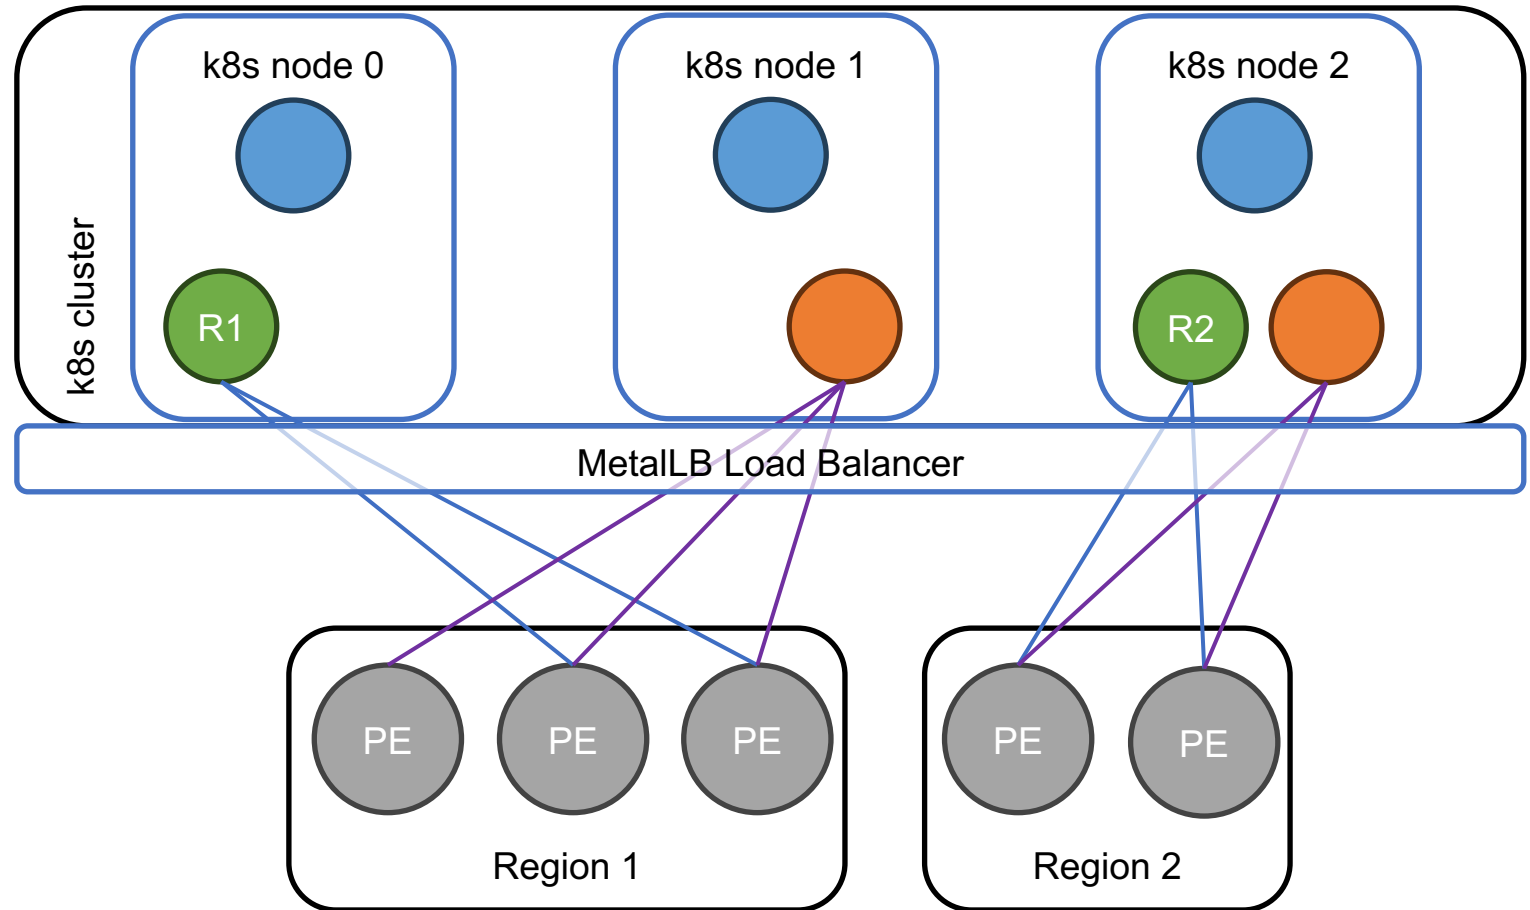 k8s node 0
k8s node 1
k8s node 2
k8s cluster
R1
R2
MetalLB Load Balancer
PE
PE
PE
PE
PE
Region 1
Region 2